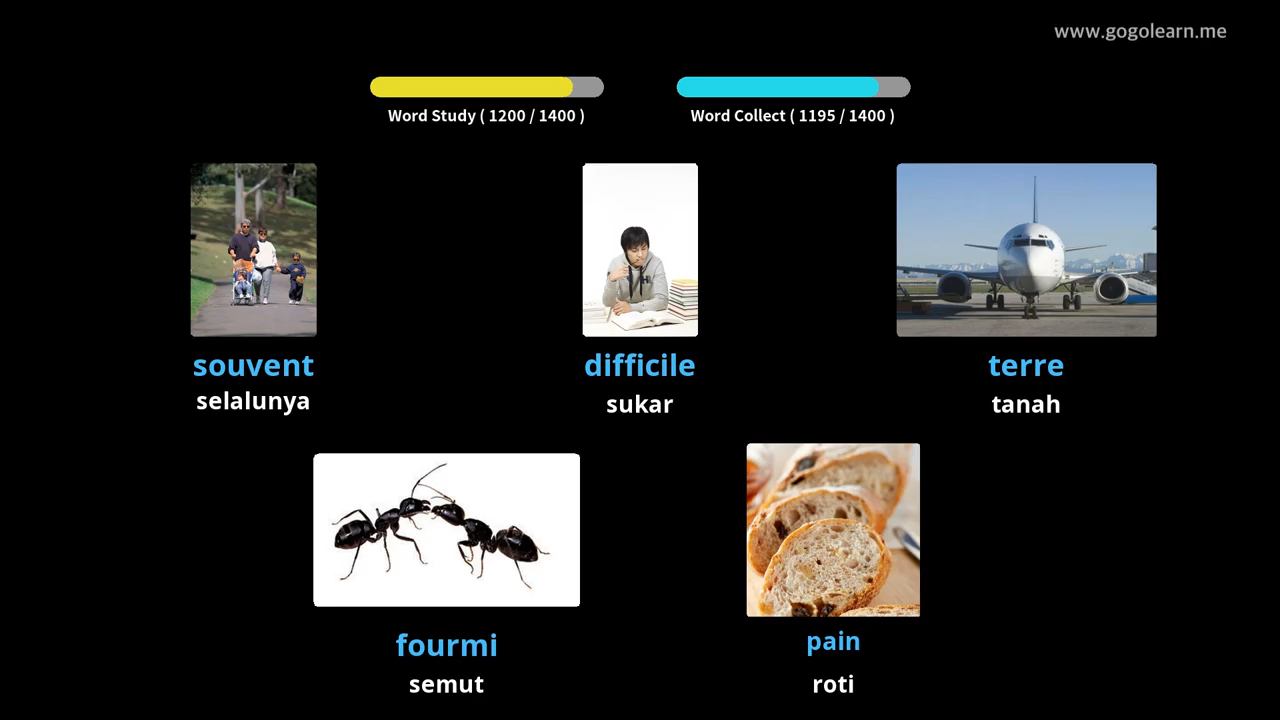 www.gogolearn.me
Word Study ( 1200 / 1400 )
Word Collect ( 1195 / 1400 )
souvent
selalunya
difficile
sukar
terre
tanah
fourmi
semut
pain
roti